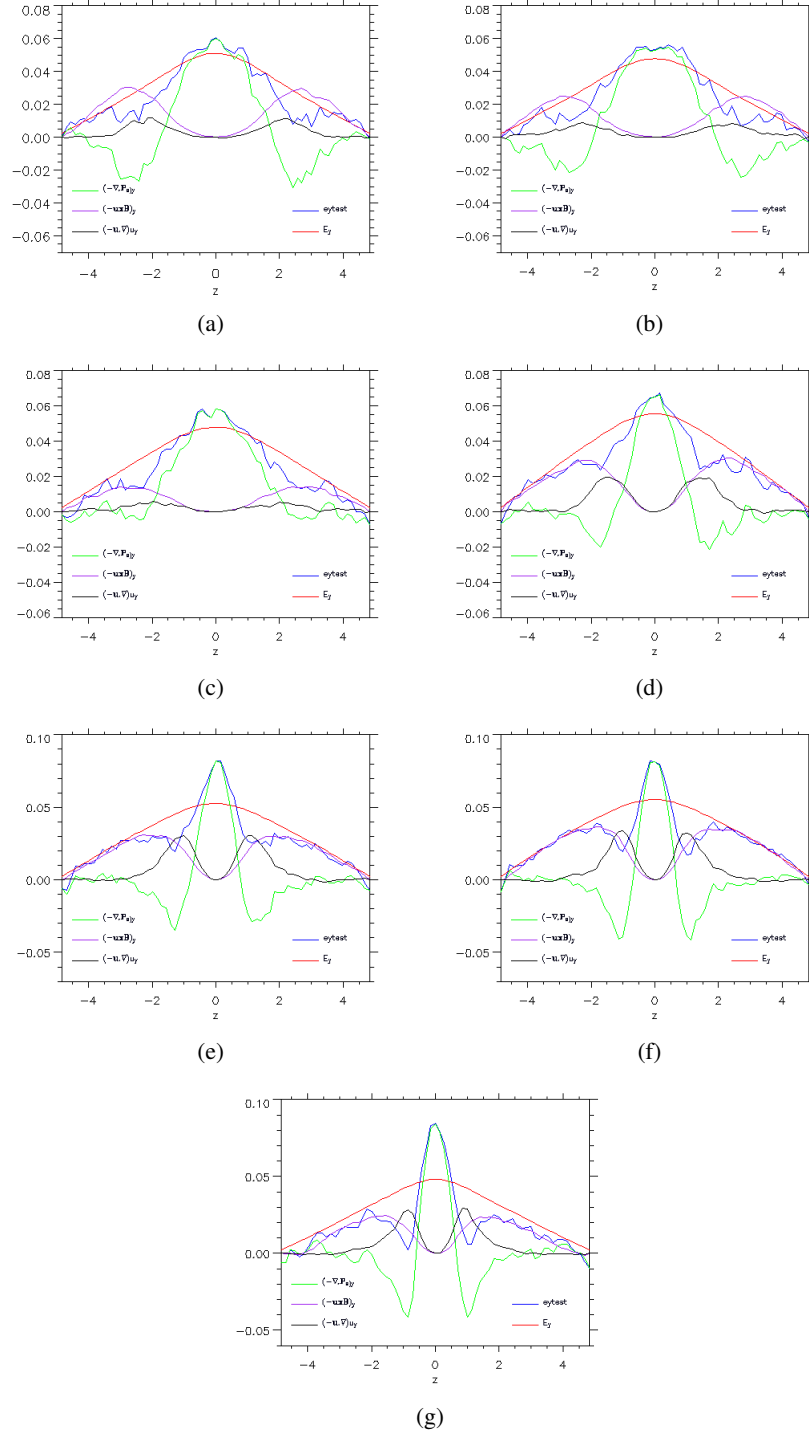 0.08
0.06
0.04
0.02
0.00
−0.02
−0.04
−0.06
(−∇.Pe)y
(−uxB)y
(−u.∇)uy
eytest
Ey
−4 −2 0 2 4
z
(a)
0.08
0.06
0.04
0.02
0.00
−0.02
−0.04
−0.06
(−∇.Pe)y
(−uxB)y
(−u.∇)uy
eytest
Ey
−4 −2 0 2 4
z
(b)
0.08
0.06
0.04
0.02
0.00
−0.02
−0.04
−0.06
(−∇.Pe)y
(−uxB)y
(−u.∇)uy
eytest
Ey
−4 −2 0 2 4
z
(c)
0.08
0.06
0.04
0.02
0.00
−0.02
−0.04
−0.06
(−∇.Pe)y
(−uxB)y
(−u.∇)uy
eytest
Ey
−4 −2 0 2 4
z
(d)
0.10
0.05
0.00
−0.05
(−∇.Pe)y
(−uxB)y
(−u.∇)uy
eytest
Ey
−4 −2 0 2 4
z
(e)
0.10
0.05
0.00
−0.05
(−∇.Pe)y
(−uxB)y
(−u.∇)uy
eytest
Ey
−4 −2 0 2 4
z
(f)
0.10
0.05
0.00
−0.05
(−∇.Pe)y
(−uxB)y
(−u.∇)uy
eytest
Ey
−4 −2 0 2 4
z
(g)